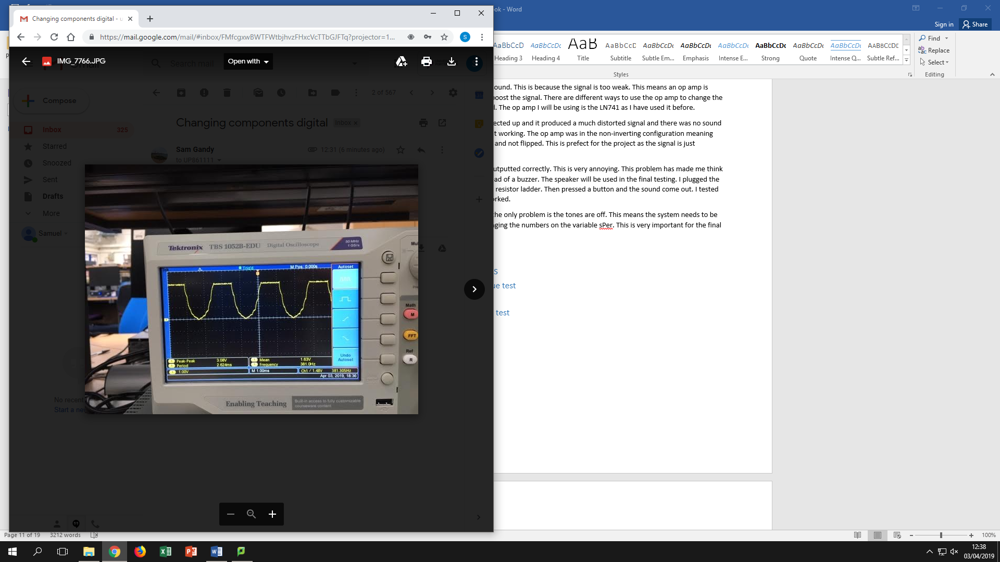 Changing components digital - u
https://mail.google.com/mail/#inbox/FMfcgxwBWTFWtbjhvzFHxcVcTTbGJFTq?projector=1...
IMG_7766.JPG
Open with
Search mail
Compose
2 of 567
Changing components digital
Inbox ×
Inbox 325
Starred
Snoozed
Sent
Drafts
More
Samuel
Sam Gandy
12:31 (6 minutes ago)
to UP861111
Tektronix TBS 1052B-EDU Digital Oscilloscope
50 MHz
1 GS/s
Trig'd
M Pos: 0.000s
Autoset
Undo
Autoset
Peak-Peak 3.08V
Mean 1.63V
Period 2.624ms
Frequency 381.0Hz
1.00V
M 1.00ms
Ch1 / 1.48V
381.305Hz
Apr 03, 2019, 18:36
Math
M
FFT
Ref
R
Enabling Teaching
Built-in access to fully customizable
courseware content
No recent
Start a ne
ok - Word
Sign in
Share
AaBbCcD
Heading 3
AaBbCcDc
Heading 4
AaB
Title
AaBbCcD
Subtitle
AaBbCcDc
Subtle Em...
AaBbCcDc
Emphasis
AaBbCcDc
Intense E...
AaBbCcDc
Strong
AaBbCcDc
Quote
AaBbCcDc
Intense Q...
AABBCCDE
Subtle Ref...
Styles
Find
Replace
Select
Editing
ound. This is because the signal is too weak. This means an op amp is
boost the signal. There are different ways to use the op amp to change the
. The op amp I will be using is the LN741 as I have used it before.
ected up and it produced a much distorted signal and there was no sound
t working. The op amp was in the non-inverting configuration meaning
and not flipped. This is prefect for the project as the signal is just
utputted correctly. This is very annoying. This problem has made me think
ad of a buzzer. The speaker will be used in the final testing. I plugged the
resistor ladder. Then pressed a button and the sound come out. I tested
orked.
the only problem is the tones are off. This means the system needs to be
nging the numbers on the variable sPer. This is very important for the final
s
ue test
test
Page 11 of 19
3212 words
100%
12:38
03/04/2019